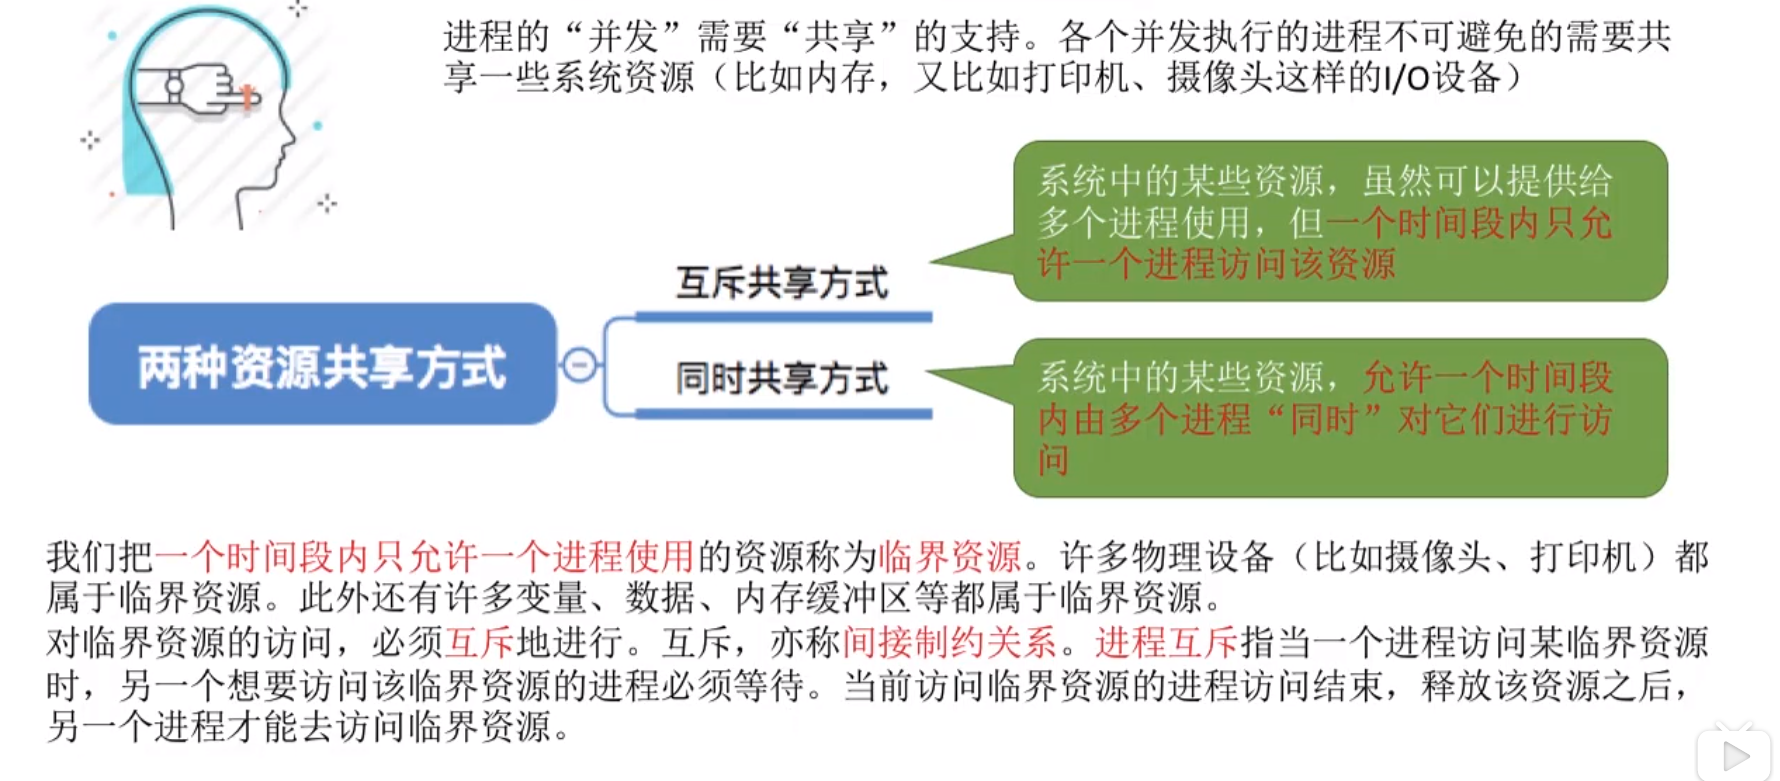 进程的“并发”需要“共享”的支持。各个并发执行的进程不可避免的需要共
享一些系统资源（比如内存，又比如打印机、摄像头这样的I/O设备）
系统中的某些资源，虽然可以提供给
多个进程使用，但一个时间段内只允
许一个进程访问该资源
互斥共享方式
两种资源共享方式
同时共享方式
系统中的某些资源，允许一个时间段
内由多个进程“同时”对它们进行访
问
我们把一个时间段内只允许一个进程使用的资源称为临界资源。许多物理设备（比如摄像头、打印机）都
属于临界资源。此外还有许多变量、数据、内存缓冲区等都属于临界资源。
对临界资源的访问，必须互斥地进行。互斥，亦称间接制约关系。进程互斥指当一个进程访问某临界资源
时，另一个想要访问该临界资源的进程必须等待。当前访问临界资源的进程访问结束，释放该资源之后，
另一个进程才能去访问临界资源。